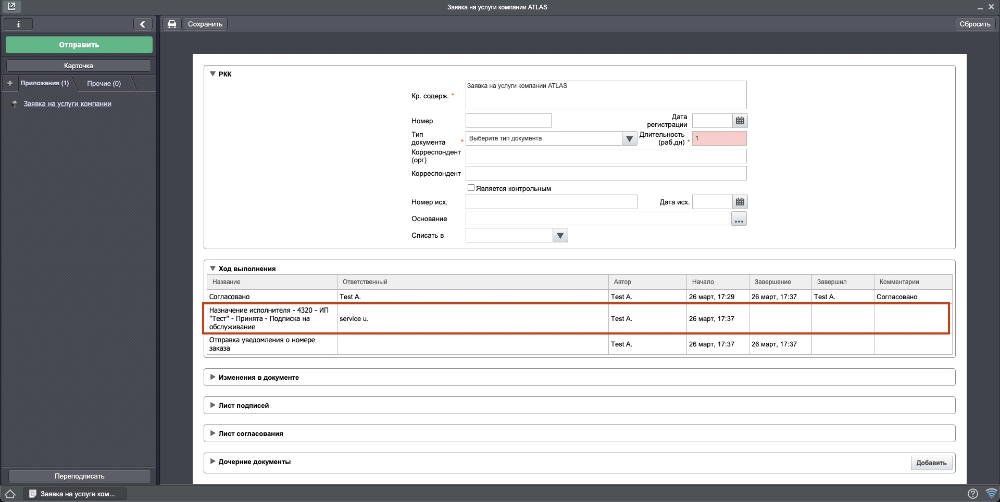 Заявка на услуги компании ATLAS
i
Сохранить
Сбросить
Отправить
Карточка
Приложения (1)
Прочие (0)
Заявка на услуги компании
РКК
Кр. содерж. *
Заявка на услуги компании ATLAS
Номер
Дата
регистрации
Тип
документа *
Выберите тип документа
Длительность
(раб.дн) *
1
Корреспондент
(орг)
Корреспондент
Является контрольным
Номер исх.
Дата исх.
Основание
...
Списать в
Ход выполнения
Название Ответственный Автор Начало Завершение Завершил Комментарии
Согласовано Test A. Test A. 26 март, 17:29 26 март, 17:37 Test A. Согласовано
Назначение исполнителя - 4320 - ИП
"Тест" - Принята - Подписка на
обслуживание
service u. Test A. 26 март, 17:37
Отправка уведомления о номере
заказа
Test A. 26 март, 17:37 26 март, 17:37
Изменения в документе
Лист подписей
Лист согласования
Дочерние документы
Добавить
Переподписать
Заявка на услуги ком...
?